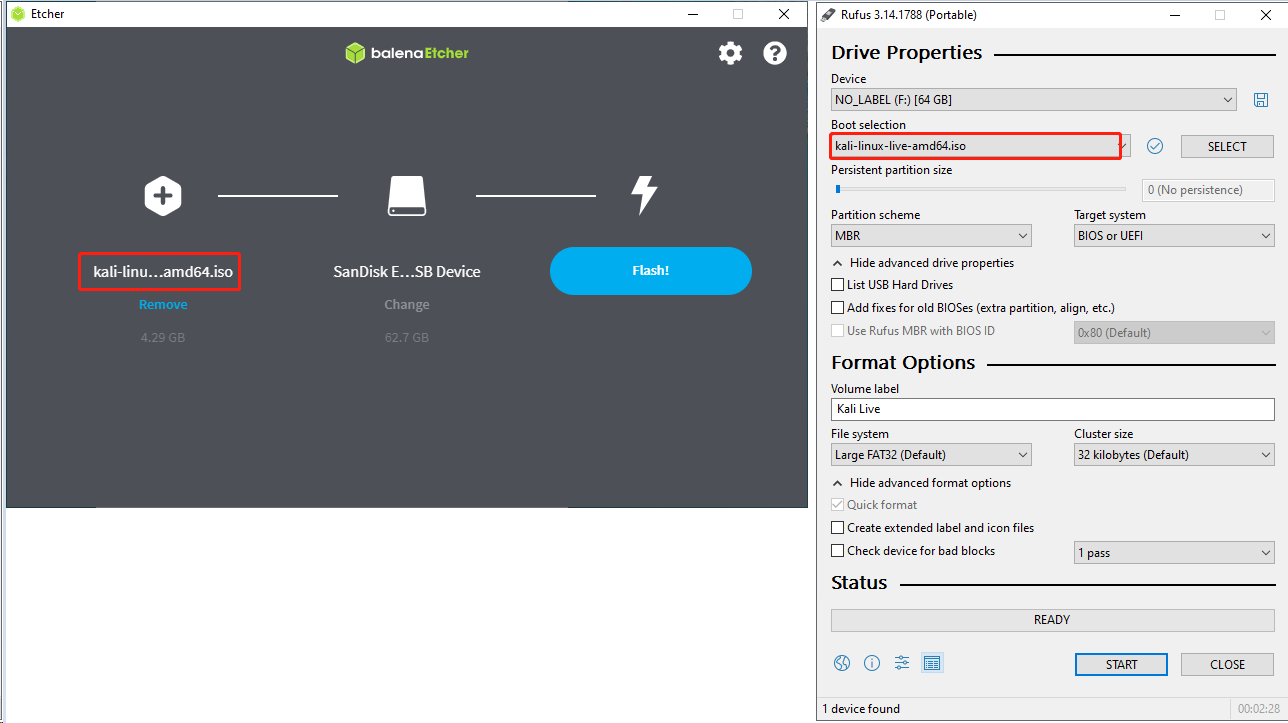 Etcher
balenaEtcher
kali-linu...amd64.iso
SanDisk E...SB Device
Flash!
Remove
Change
4.29 GB
62.7 GB
Rufus 3.14.1788 (Portable)
Drive Properties
Device
NO_LABEL (F:) [64 GB]
Boot selection
kali-linux-live-amd64.iso
SELECT
Persistent partition size
0 (No persistence)
Partition scheme
Target system
MBR
BIOS or UEFI
Hide advanced drive properties
List USB Hard Drives
Add fixes for old BIOSes (extra partition, align, etc.)
Use Rufus MBR with BIOS ID
0x80 (Default)
Format Options
Volume label
Kali Live
File system
Cluster size
Large FAT32 (Default)
32 kilobytes (Default)
Hide advanced format options
Quick format
Create extended label and icon files
Check device for bad blocks
1 pass
Status
READY
START
CLOSE
1 device found
00:02:28